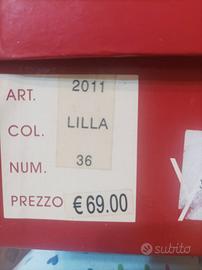 ART. 2011
COL. LILLA
NUM. 36
PREZZO € 69.00
subito